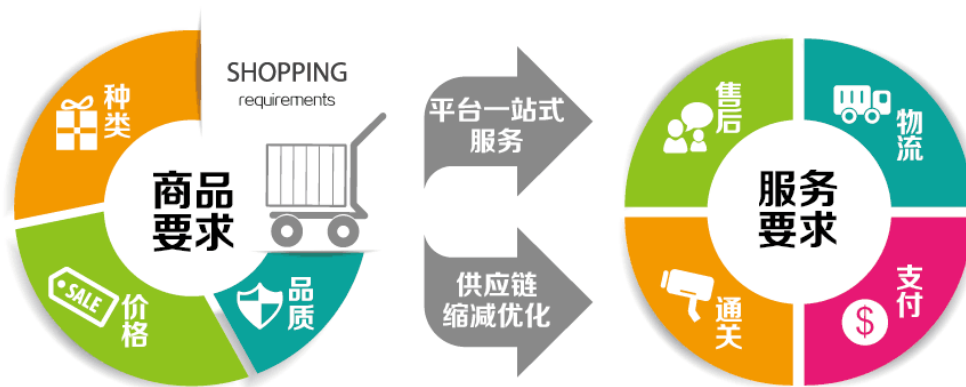 SHOPPING
requirements
种类
商品
要求
价格
SALE
品质
平台一站式
服务
供应链
缩减优化
售后
物流
服务
要求
通关
支付
$